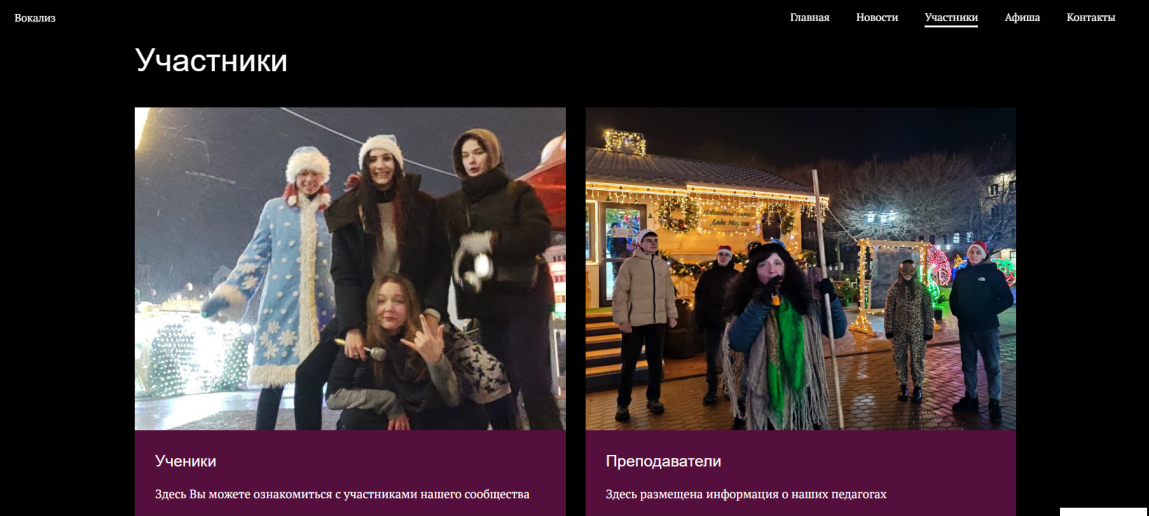 Вокализ
Главная Новости Участники Афиша Контакты
Участники
Ученики
Здесь Вы можете ознакомиться с участниками нашего сообщества
Преподаватели
Здесь размещена информация о наших педагогах